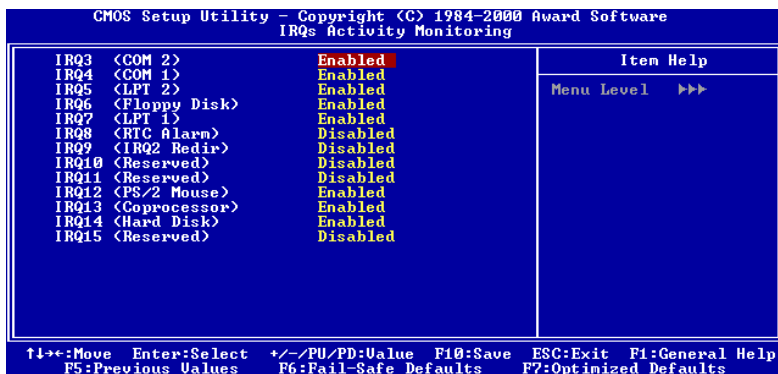 CMOS Setup Utility - Copyright (C) 1984-2000 Award Software
IRQs Activity Monitoring
IRQ3 (COM 2) Enabled
IRQ4 (COM 1) Enabled
IRQ5 (LPT 2) Enabled
IRQ6 (Floppy Disk) Enabled
IRQ7 (LPT 1) Enabled
IRQ8 (RTC Alarm) Disabled
IRQ9 (IRQ2 Redir) Disabled
IRQ10 (Reserved) Disabled
IRQ11 (Reserved) Disabled
IRQ12 (PS/2 Mouse) Enabled
IRQ13 (Coprocessor) Enabled
IRQ14 (Hard Disk) Enabled
IRQ15 (Reserved) Disabled
Item Help
Menu Level ►►►
↑↓→←:Move Enter:Select +/-/PU/PD:Value F10:Save ESC:Exit F1:General Help
F5:Previous Values F6:Fail-Safe Defaults F7:Optimized Defaults